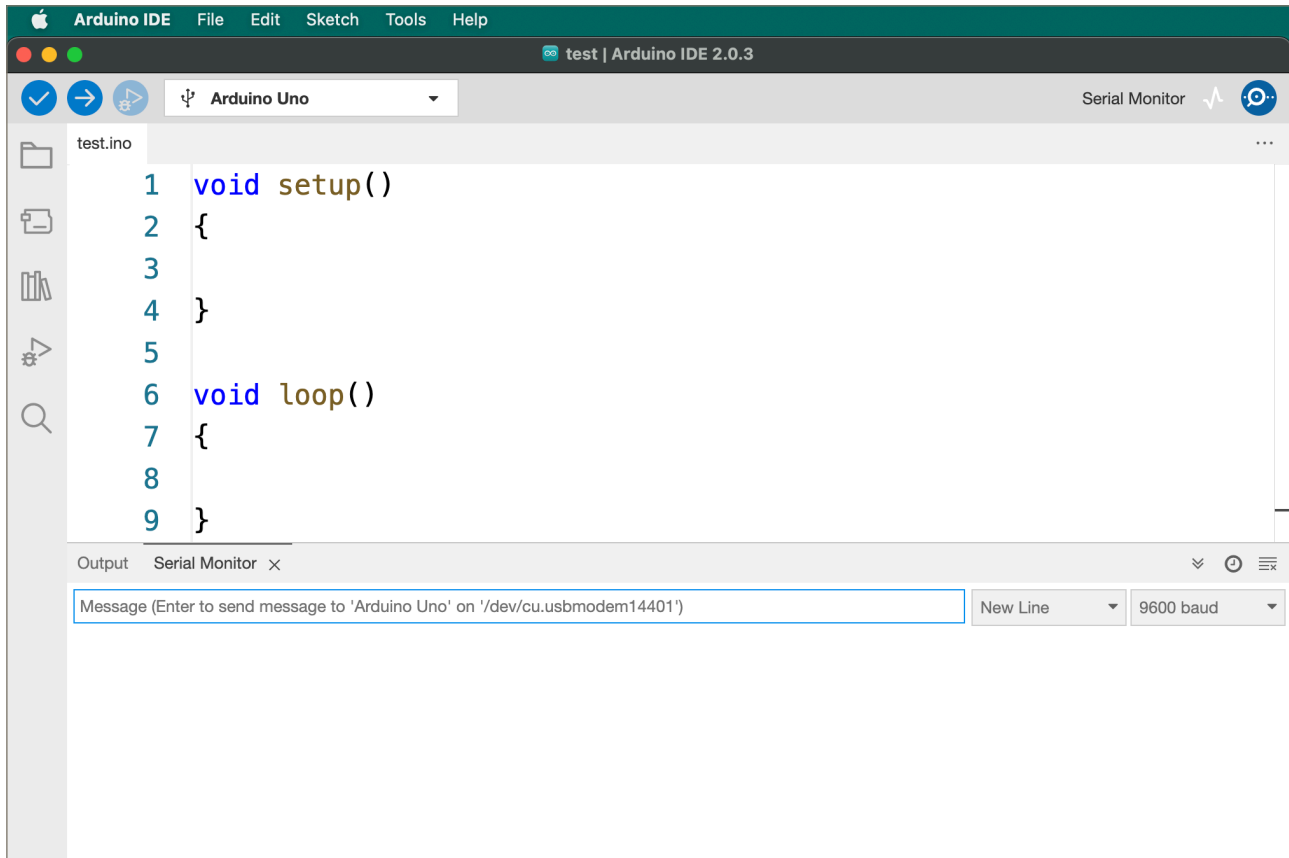 Arduino IDE File Edit Sketch Tools Help
test | Arduino IDE 2.0.3
Arduino Uno
Serial Monitor
test.ino
1 void setup()
2 {
3
4 }
5
6 void loop()
7 {
8
9 }
Output Serial Monitor
Message (Enter to send message to 'Arduino Uno' on '/dev/cu.usbmodem14401') New Line 9600 baud